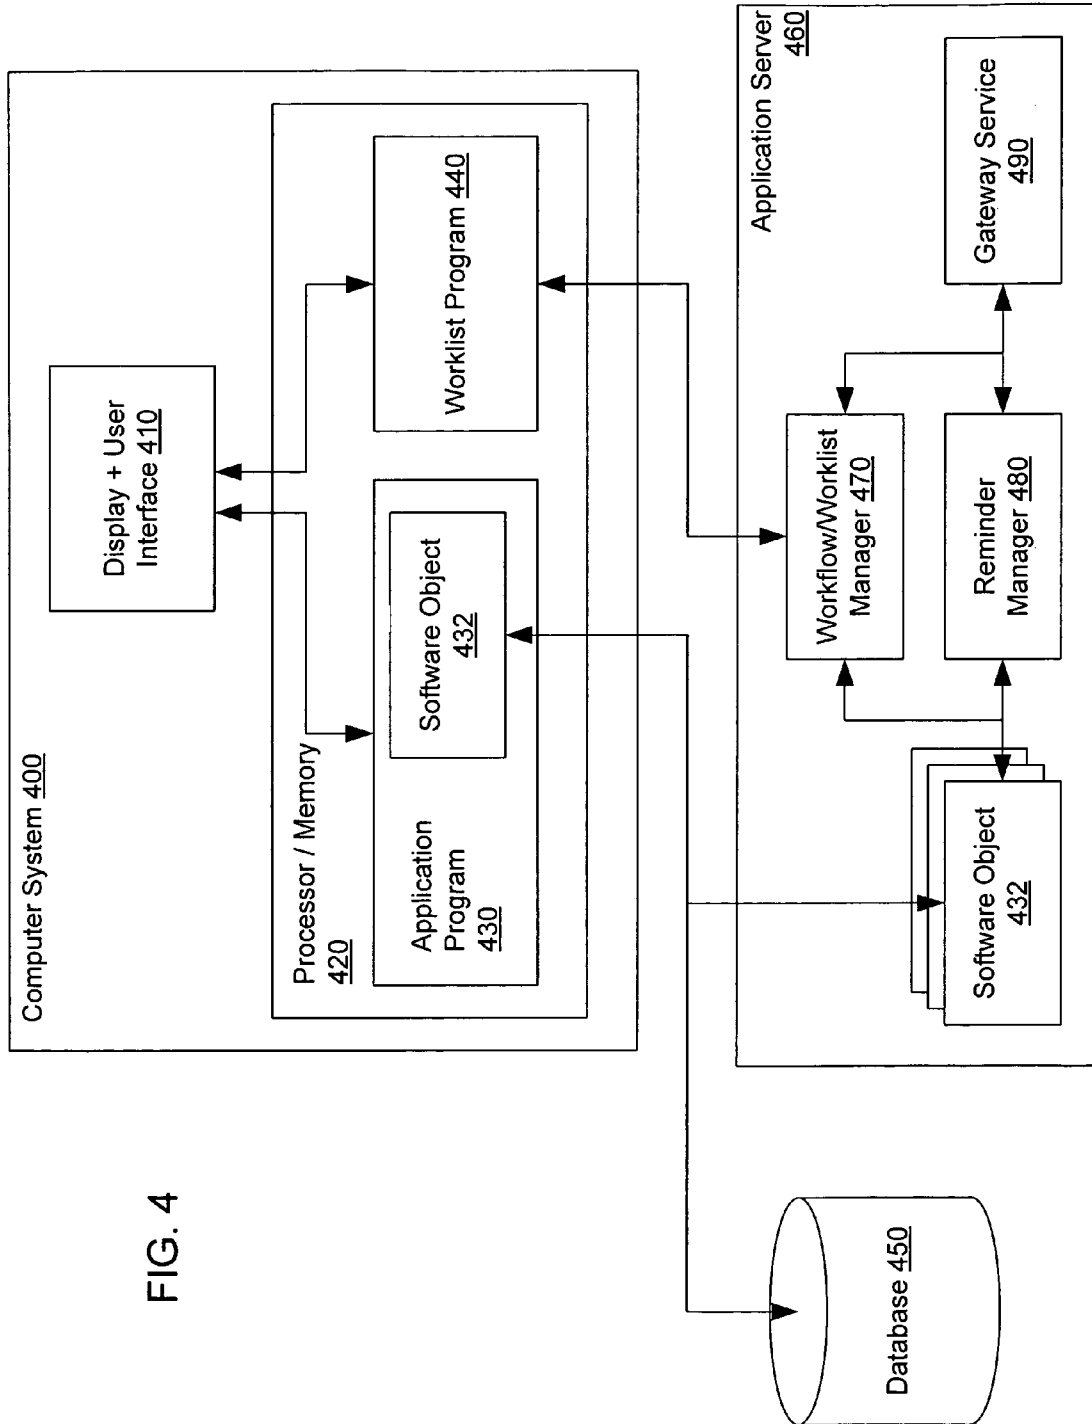 Computer System 400
Display + User
Interface 410
Processor / Memory
420
Application
Program
430
Software Object
432
Worklist Program 440
FIG. 4
Database 450
Application Server
460
Software Object
432
Workflow/Worklist
Manager 470
Reminder
Manager 480
Gateway Service
490